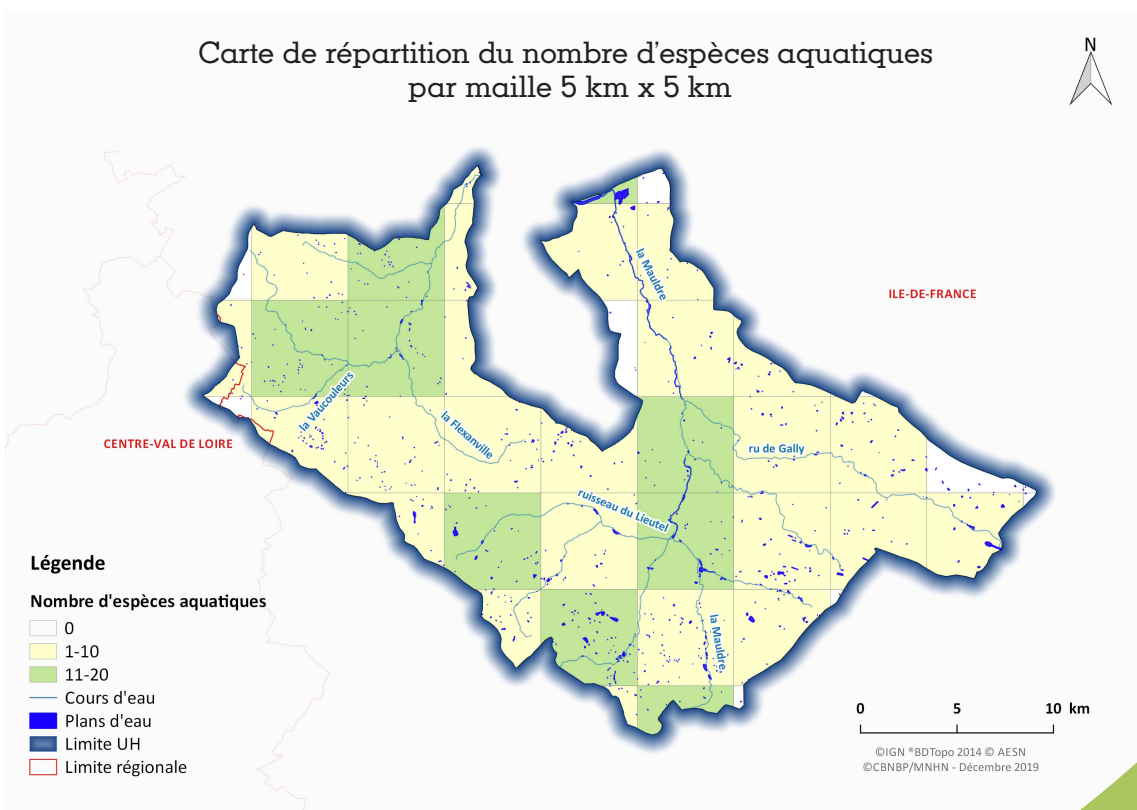 Carte de répartition du nombre d'espèces aquatiques
par maille 5 km x 5 km
N
la Mauldre
ILE-DE-FRANCE
la Vaucouleurs
la Flexanville
CENTRE-VAL DE LOIRE
ru de Gally
ruisseau du Lieutel
la Mauldre
Légende
Nombre d'espèces aquatiques
0
1-10
11-20
Cours d'eau
Plans d'eau
Limite UH
Limite régionale
0 5 10 km
©IGN ®BDTopo 2014 © AESN
©CBNBP/MNHN - Décembre 2019